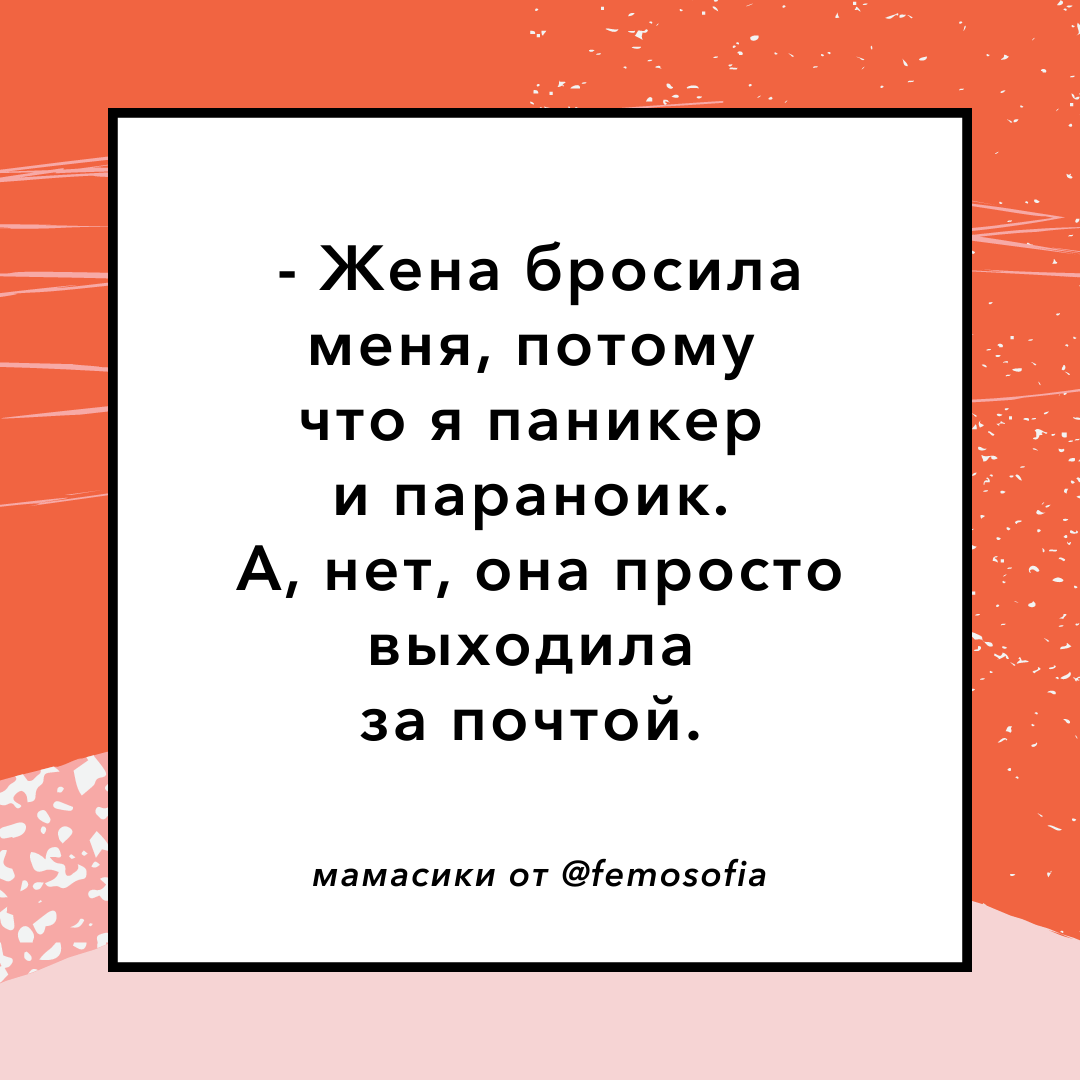 - Жена бросила
меня, потому
что я паникер
и параноик.
А, нет, она просто
выходила
за почтой.
мамасики от @femosofia